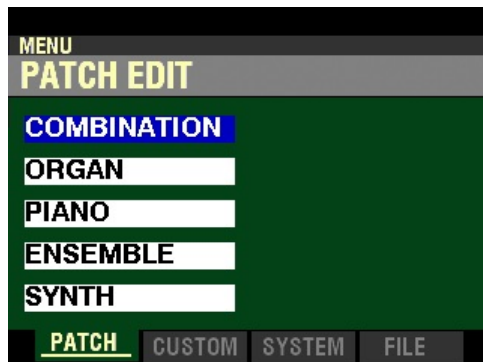 MENU
PATCH EDIT
COMBINATION
ORGAN
PIANO
ENSEMBLE
SYNTH
PATCH CUSTOM SYSTEM FILE